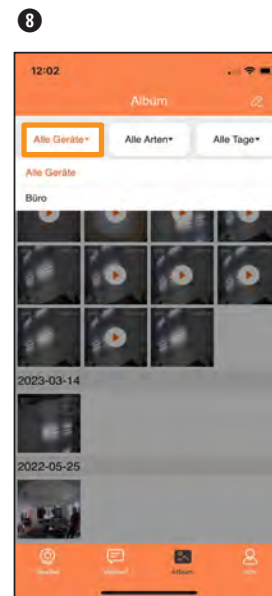 8
12:02
Album
Alle Geräte
Alle Arten
Alle Tage
Alle Geräte
Büro
2023-03-14
2022-05-25
Album